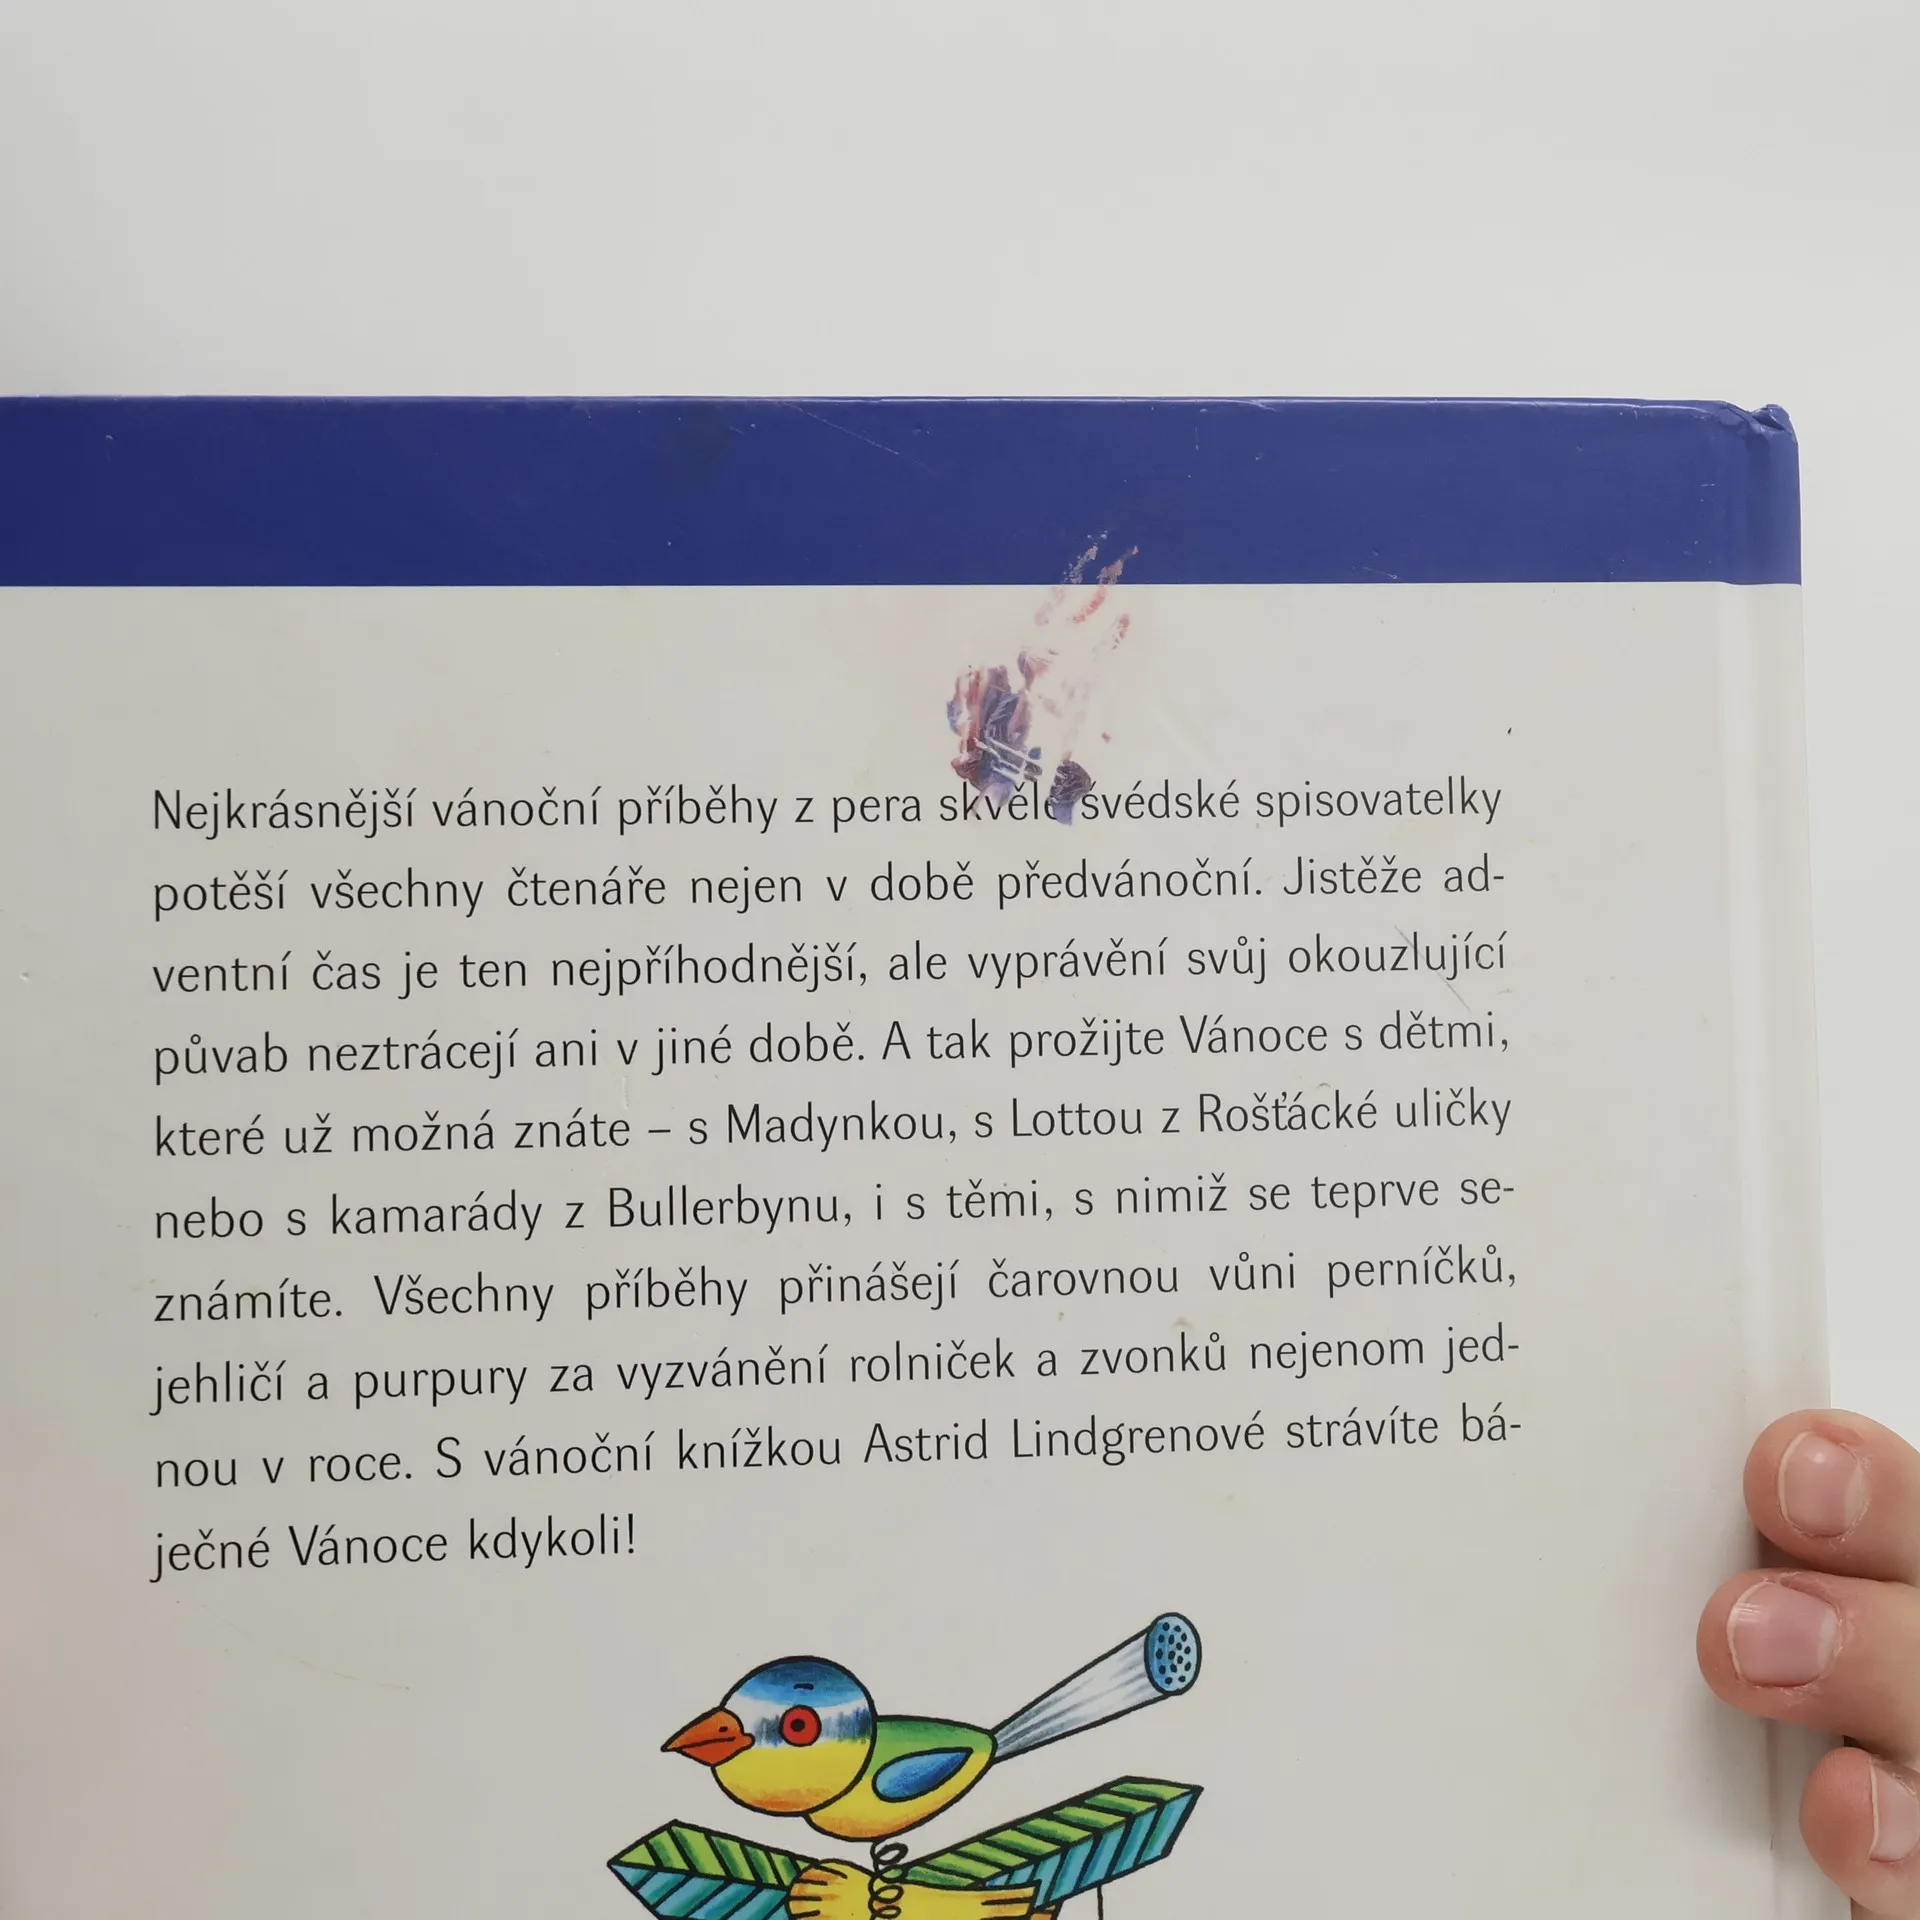 Nejkrásnější vánoční příběhy z pera skvělé švédské spisovatelky
potěší všechny čtenáře nejen v době předvánoční. Jistěže ad-
ventní čas je ten nejpříhodnější, ale vyprávění svůj okouzlující
půvab neztrácejí ani v jiné době. A tak prožijte Vánoce s dětmi,
které už možná znáte – s Madynkou, s Lottou z Rošťácké uličky
nebo s kamarády z Bullerbynu, i s těmi, s nimiž se teprve se-
známíte. Všechny příběhy přinášejí čarovnou vůni perníčků,
jehličí a purpury za vyzvánění rolniček a zvonků nejenom jed-
nou v roce. S vánoční knížkou Astrid Lindgrenové strávíte bá-
ječné Vánoce kdykoli!